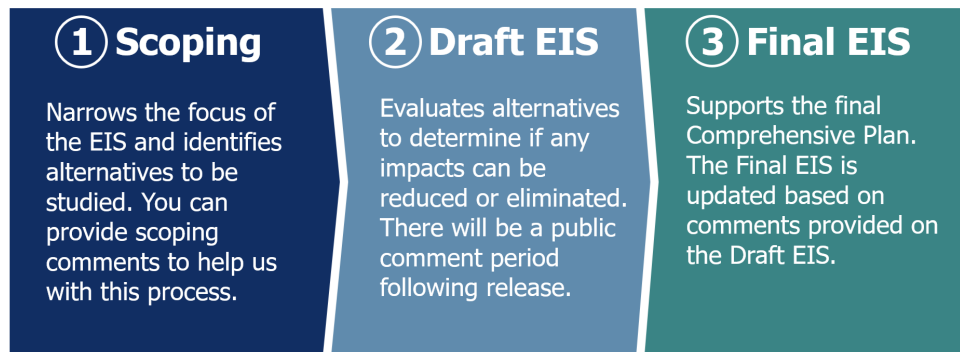 1 Scoping
Narrows the focus of
the EIS and identifies
alternatives to be
studied. You can
provide scoping
comments to help us
with this process.
2 Draft EIS
Evaluates alternatives
to determine if any
impacts can be
reduced or eliminated.
There will be a public
comment period
following release.
3 Final EIS
Supports the final
Comprehensive Plan.
The Final EIS is
updated based on
comments provided on
the Draft EIS.